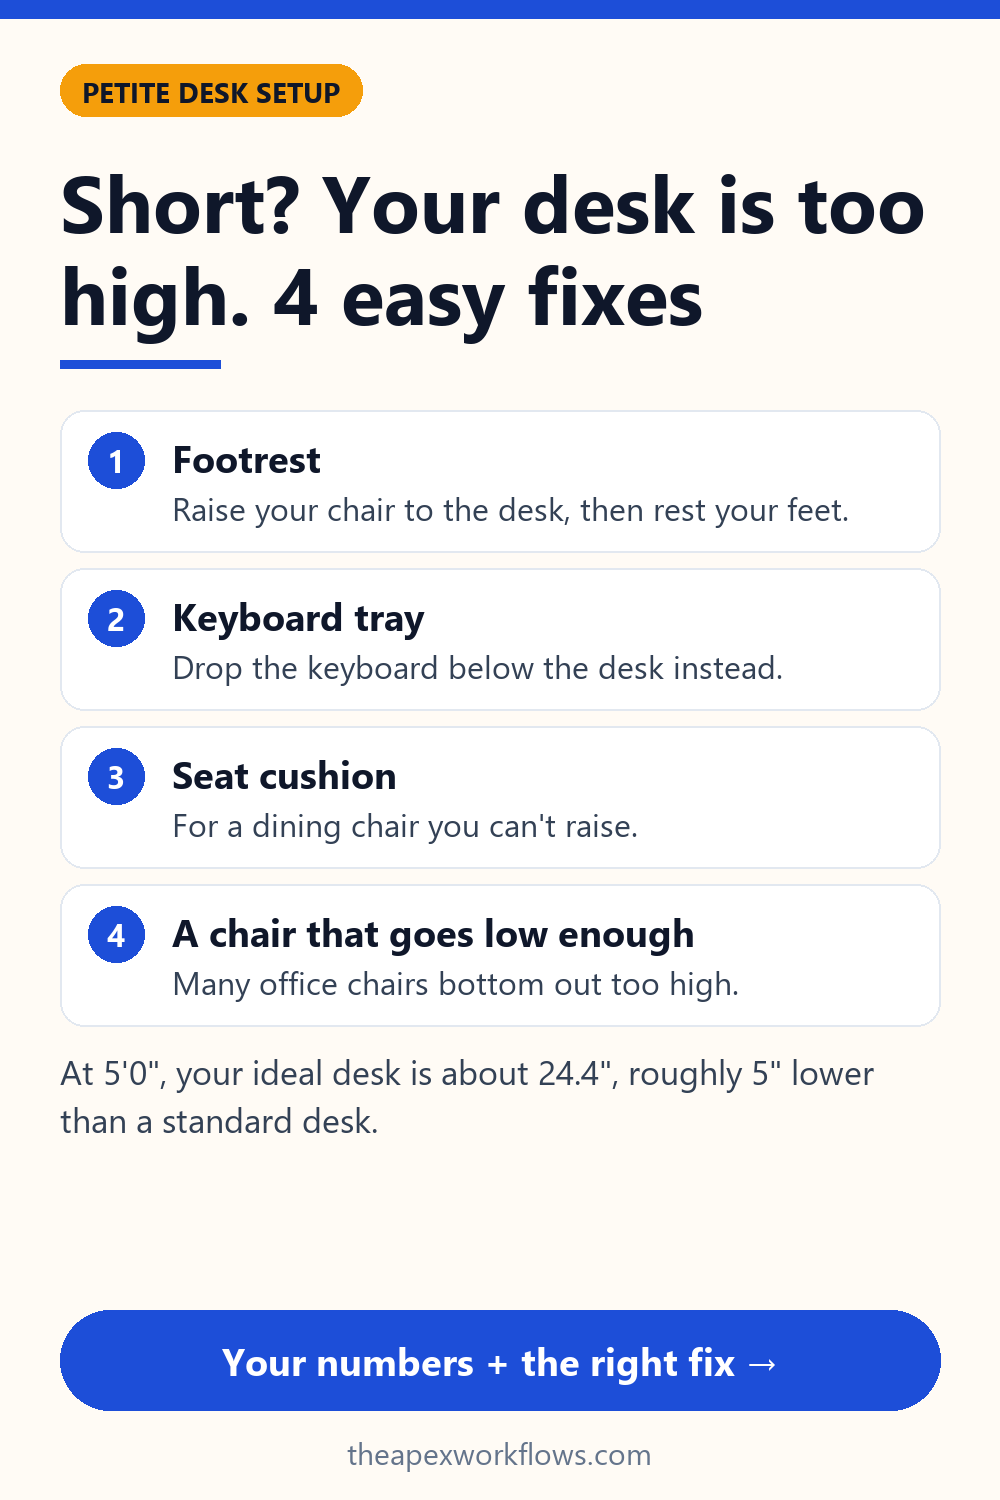 PETITE DESK SETUP
Short? Your desk is too
high. 4 easy fixes
1
Footrest
Raise your chair to the desk, then rest your feet.
2
Keyboard tray
Drop the keyboard below the desk instead.
3
Seat cushion
For a dining chair you can't raise.
4
A chair that goes low enough
Many office chairs bottom out too high.
At 5'0", your ideal desk is about 24.4", roughly 5" lower
than a standard desk.
Your numbers + the right fix →
theapexworkflows.com